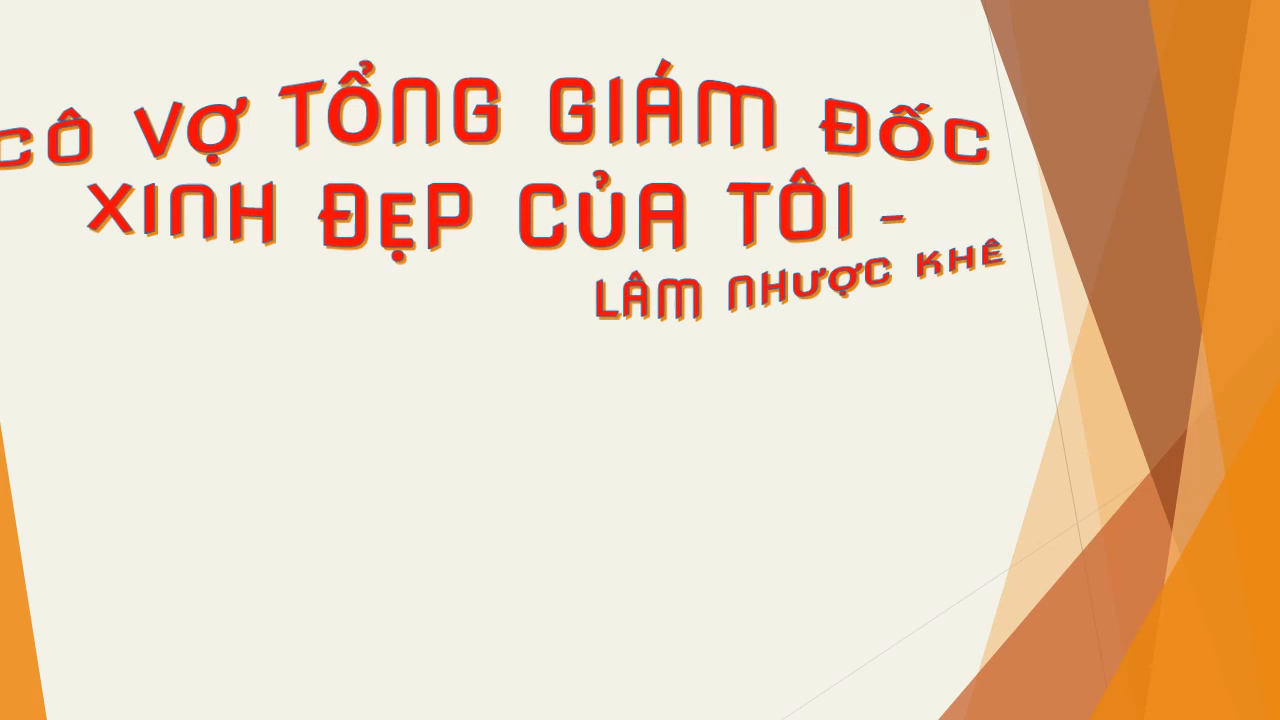 CÔ VỢ TỔNG GIÁM ĐỐC
XINH ĐẸP CỦA TÔI -
LÂM NHƯỢC KHÊ